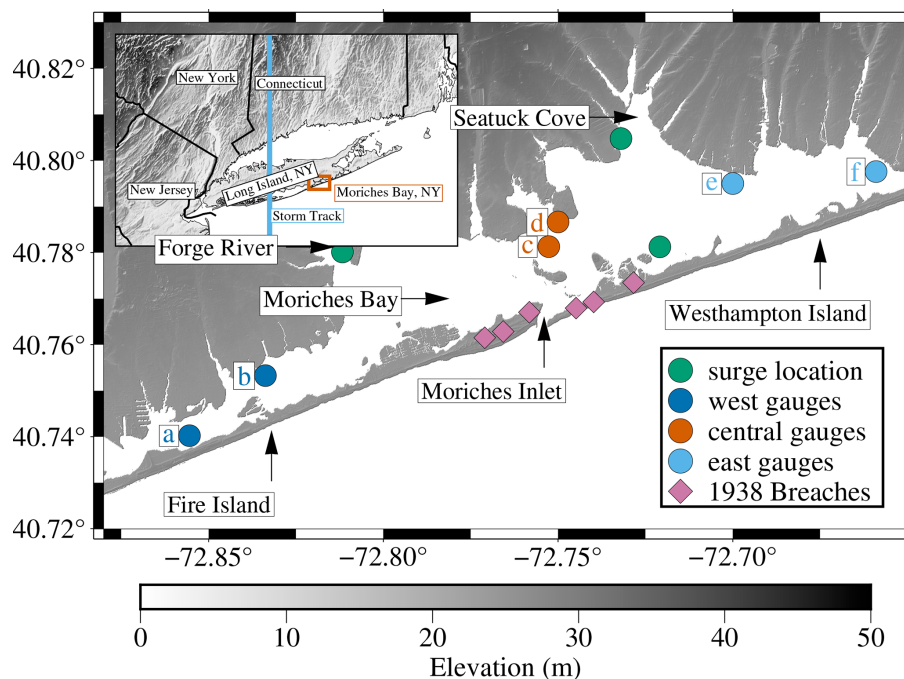 40.82°
40.80°
40.78°
40.76°
40.74°
40.72°
New York
Connecticut
New Jersey
Long Island, NY
Moriches Bay, NY
Storm Track
Seatuck Cove
Forge River
Moriches Bay
Westhampton Island
Moriches Inlet
Fire Island
a
b
c
d
e
f
surge location
west gauges
central gauges
east gauges
1938 Breaches
−72.85°
−72.80°
−72.75°
−72.70°
0 10 20 30 40 50
Elevation (m)